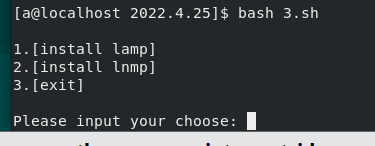 [a@localhost 2022.4.25]$ bash 3.sh
1.[install lamp]
2.[install lnmp]
3.[exit]
Please input your choose: